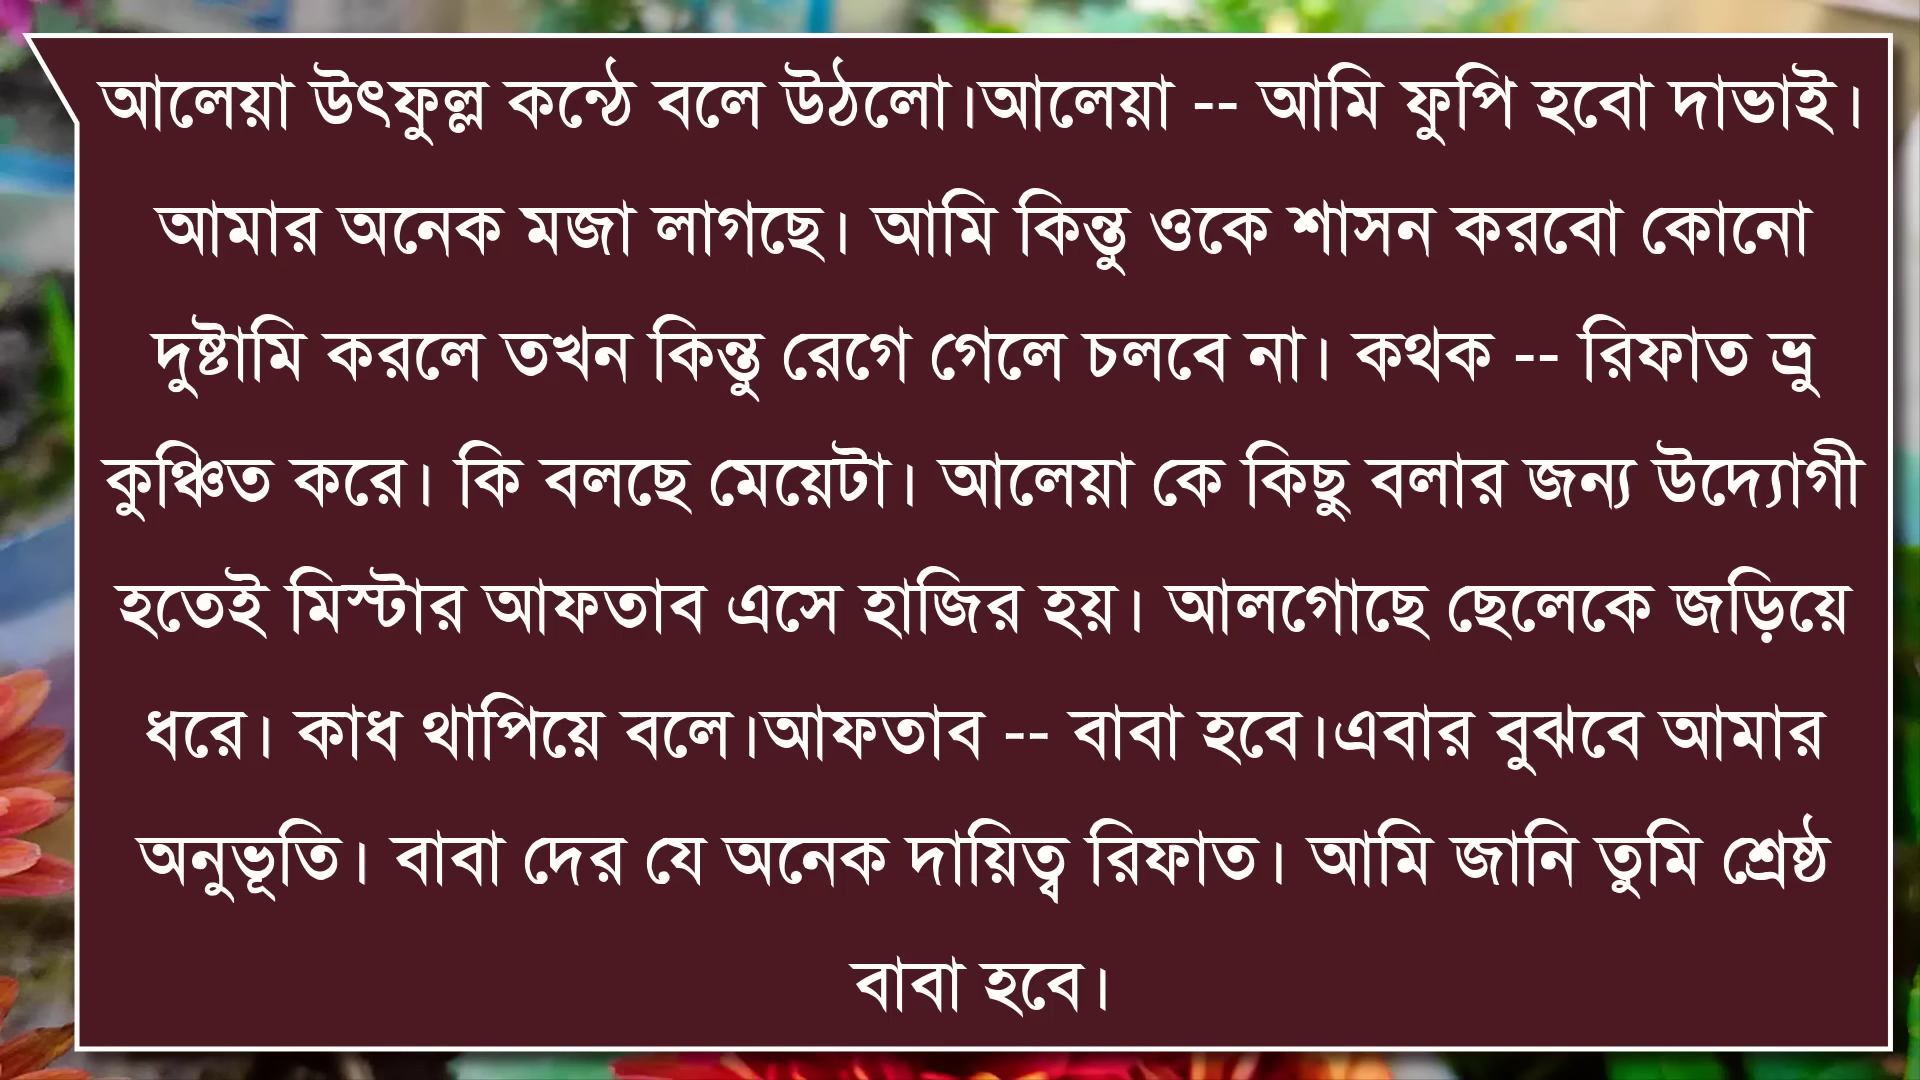 আলেয়া উৎফুল্ল কন্ঠে বলে উঠলো।আলেয়া -- আমি ফুপি হবো দাভাই।
আমার অনেক মজা লাগছে। আমি কিন্তু ওকে শাসন করবো কোনো
দুষ্টামি করলে তখন কিন্তু রেগে গেলে চলবে না। কথক -- রিফাত ভ্রু
কুঞ্চিত করে। কি বলছে মেয়েটা। আলেয়া কে কিছু বলার জন্য উদ্যোগী
হতেই মিস্টার আফতাব এসে হাজির হয়। আলগোছে ছেলেকে জড়িয়ে
ধরে। কাধ থাপিয়ে বলে।আফতাব -- বাবা হবে।এবার বুঝবে আমার
অনুভূতি। বাবা দের যে অনেক দায়িত্ব রিফাত। আমি জানি তুমি শ্রেষ্ঠ
বাবা হবে।